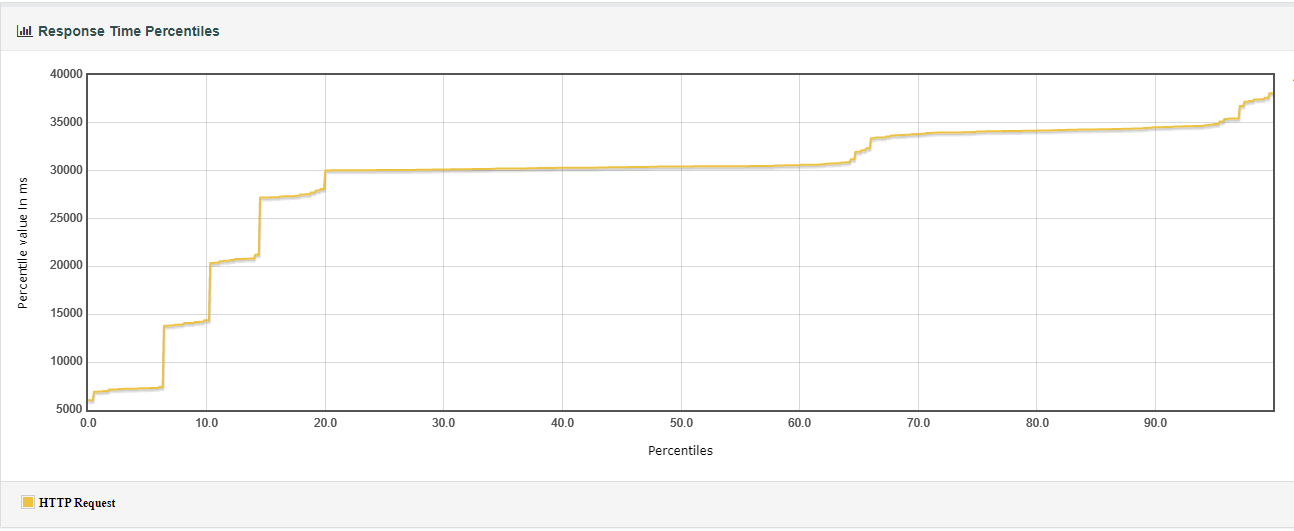 Response Time Percentiles
40000
35000
30000
25000
20000
15000
10000
5000
Percentile value in ms
0.0 10.0 20.0 30.0 40.0 50.0 60.0 70.0 80.0 90.0
Percentiles
HTTP Request